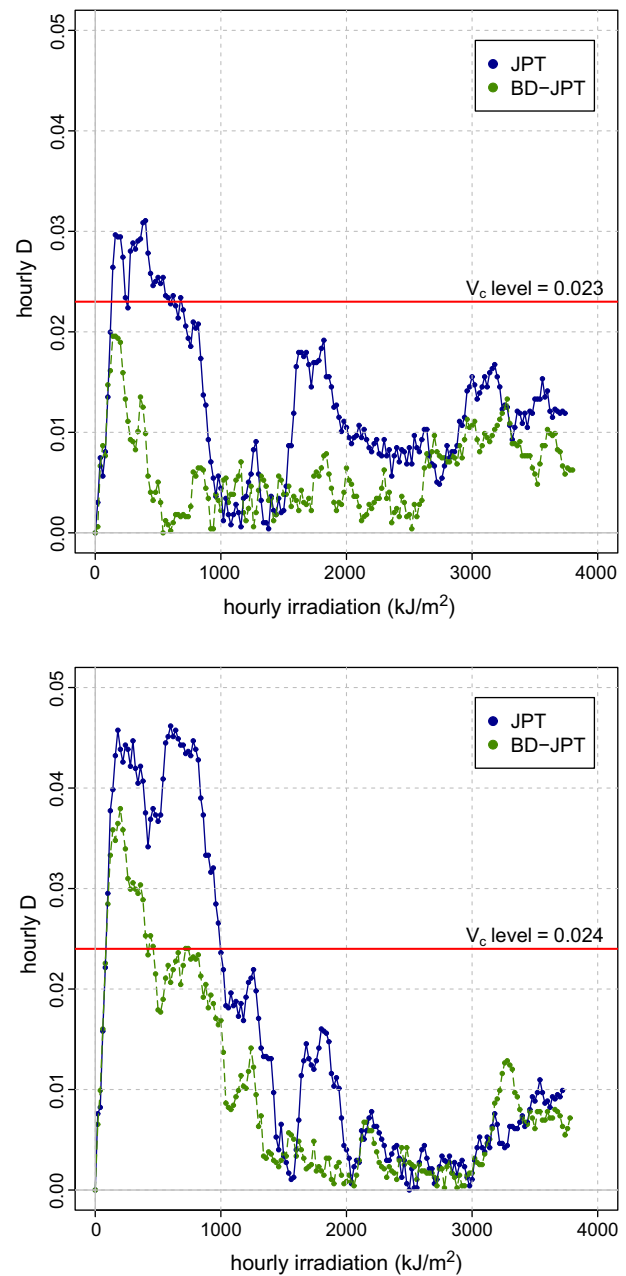 0.00 0.01 0.02 0.03 0.04 0.05
hourly D
JPT
BD−JPT
Vc level = 0.023
0 1000 2000 3000 4000
hourly irradiation (kJ/m²)
0.00 0.01 0.02 0.03 0.04 0.05
hourly D
JPT
BD−JPT
Vc level = 0.024
0 1000 2000 3000 4000
hourly irradiation (kJ/m²)